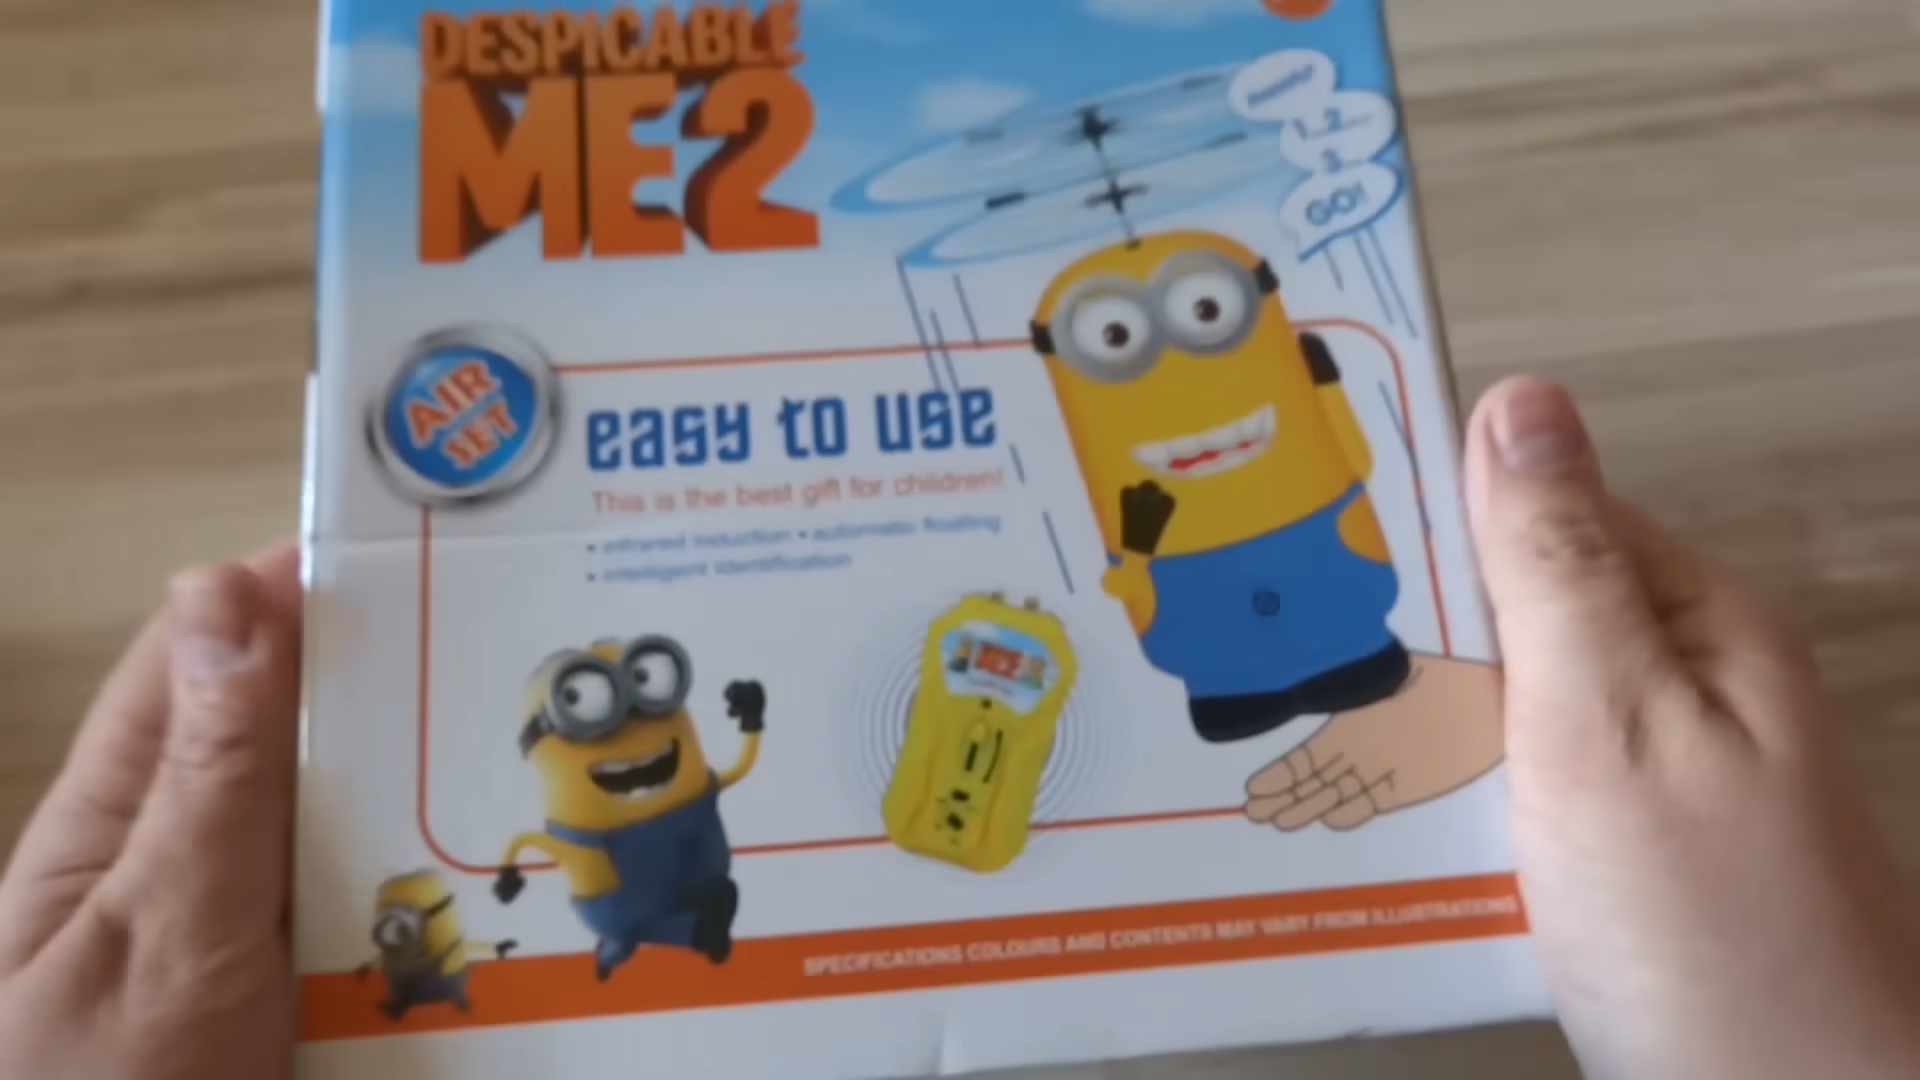 DESPICABLE
ME2
1..2
3..
GO!
AIR
SET
easy to use
This is the best gift for children!
• infrared induction • automatic floating
• intelligent identification
ME2
SPECIFICATIONS COLOURS AND CONTENTS MAY VARY FROM ILLUSTRATIONS